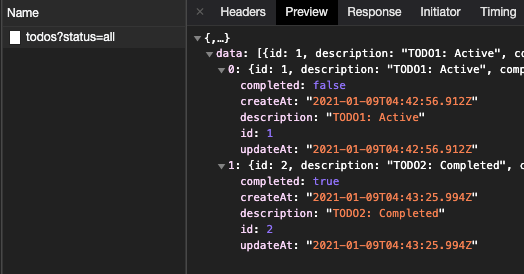 Name
Headers Preview Response Initiator Timing
todos?status=all
{,…}
data: [{id: 1, description: "TODO1: Active", co
0: {id: 1, description: "TODO1: Active", comp
completed: false
createAt: "2021-01-09T04:42:56.912Z"
description: "TODO1: Active"
id: 1
updateAt: "2021-01-09T04:42:56.912Z"
1: {id: 2, description: "TODO2: Completed", c
completed: true
createAt: "2021-01-09T04:43:25.994Z"
description: "TODO2: Completed"
id: 2
updateAt: "2021-01-09T04:43:25.994Z"